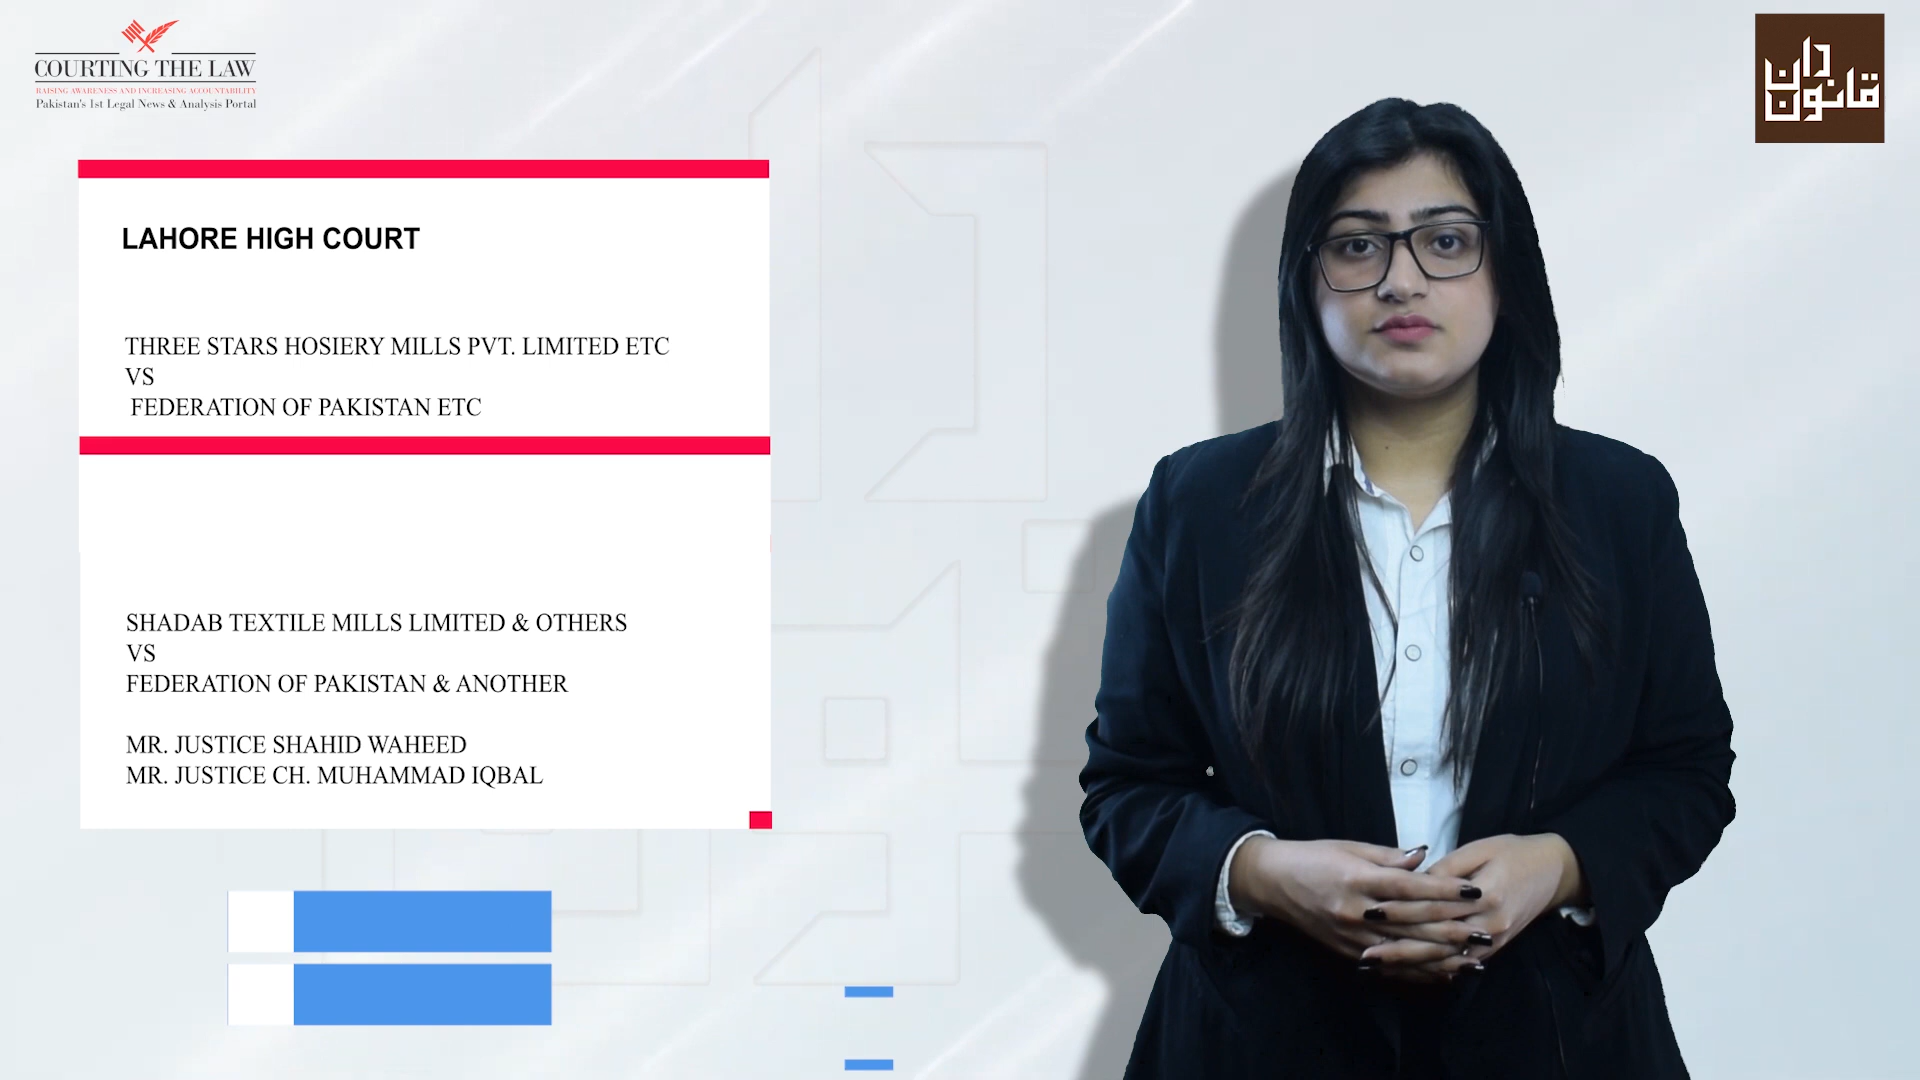 COURTING THE LAW
RAISING AWARENESS AND INCREASING ACCOUNTABILITY
Pakistan's 1st Legal News & Analysis Portal
قانون دان
LAHORE HIGH COURT
THREE STARS HOSIERY MILLS PVT. LIMITED ETC
VS
FEDERATION OF PAKISTAN ETC
SHADAB TEXTILE MILLS LIMITED & OTHERS
VS
FEDERATION OF PAKISTAN & ANOTHER
MR. JUSTICE SHAHID WAHEED
MR. JUSTICE CH. MUHAMMAD IQBAL